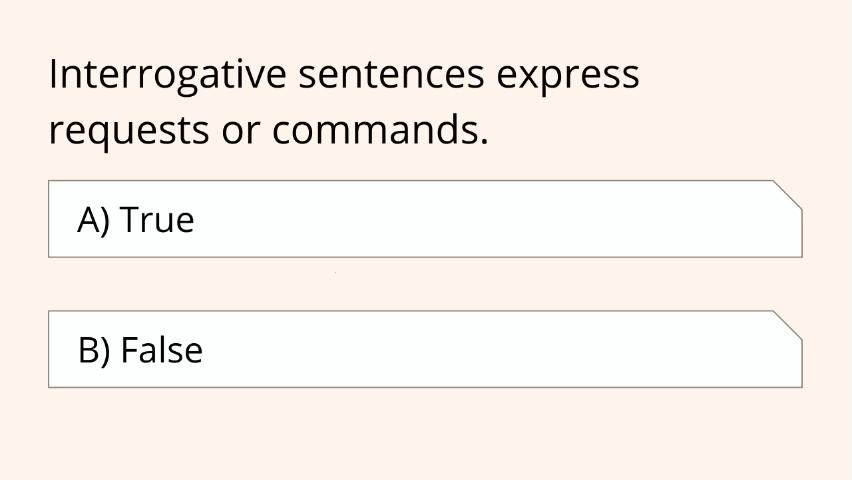 Interrogative sentences express
requests or commands.
A) True
B) False